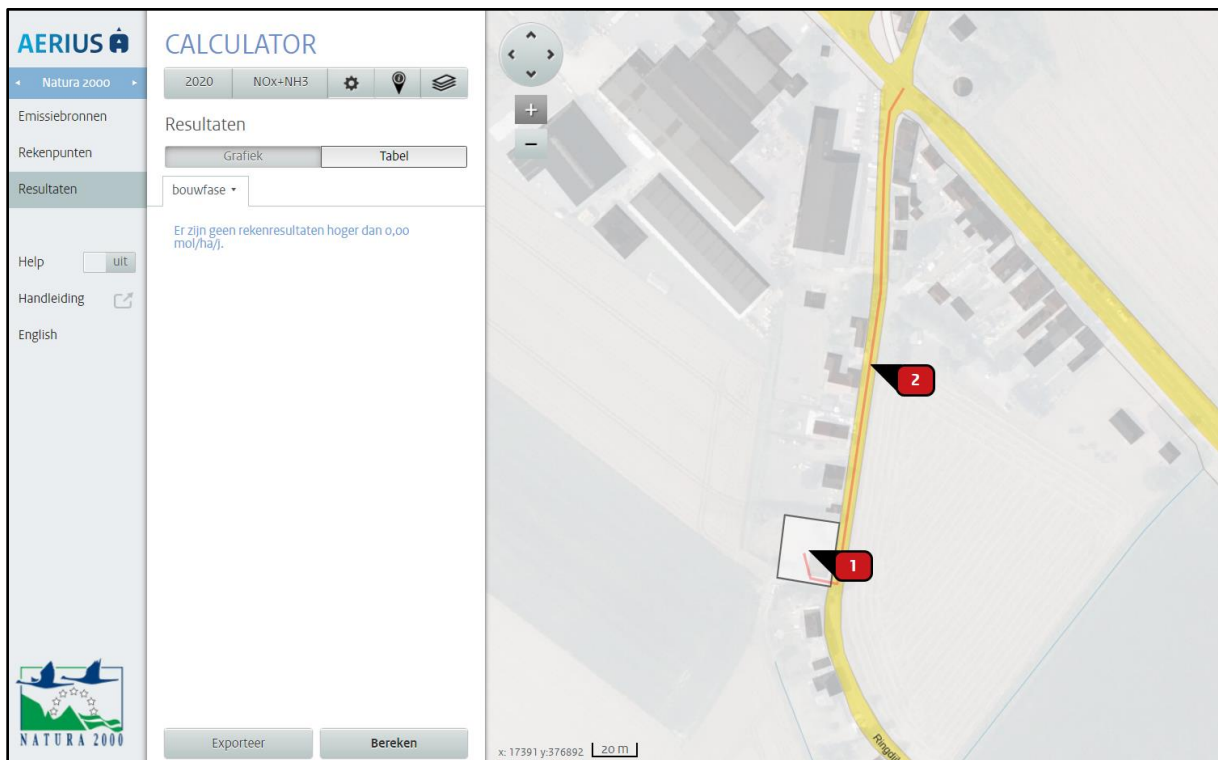 AERIUS
Natura 2000
Emissiebronnen
Rekenpunten
Resultaten
Help uit
Handleiding
English
NATURA 2000
CALCULATOR
2020 NOx+NH3
Resultaten
Grafiek Tabel
bouwfase
Er zijn geen rekenresultaten hoger dan 0,00
mol/ha/j.
Exporteer Bereken
+
−
2
1
x: 17391 y:376892 20 m